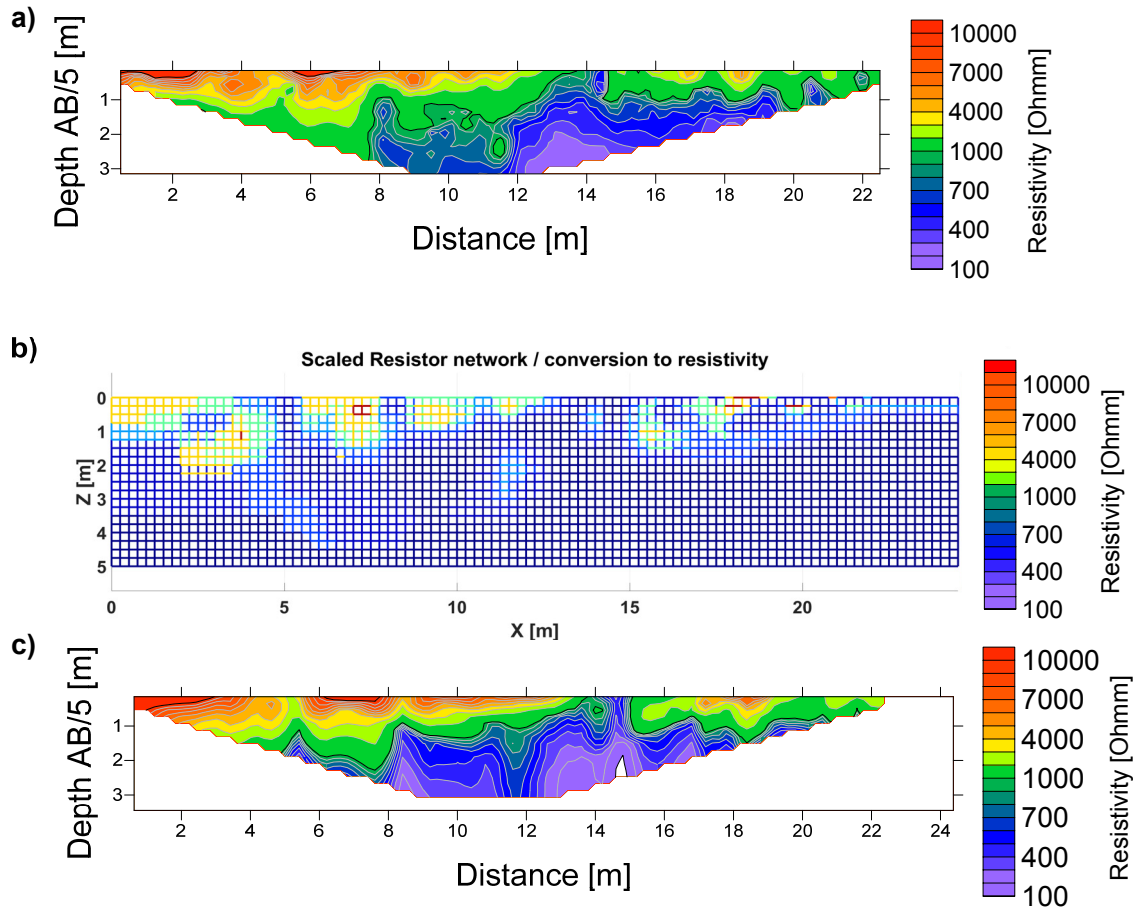 a)
Depth AB/5 [m]
1
2
3
2 4 6 8 10 12 14 16 18 20 22
Distance [m]
10000
7000
4000
1000
700
400
100
Resistivity [Ohmm]
b)
Scaled Resistor network / conversion to resistivity
Z [m]
0
1
2
3
4
5
0 5 10 15 20
X [m]
10000
7000
4000
1000
700
400
100
Resistivity [Ohmm]
c)
Depth AB/5 [m]
1
2
3
2 4 6 8 10 12 14 16 18 20 22 24
Distance [m]
10000
7000
4000
1000
700
400
100
Resistivity [Ohmm]